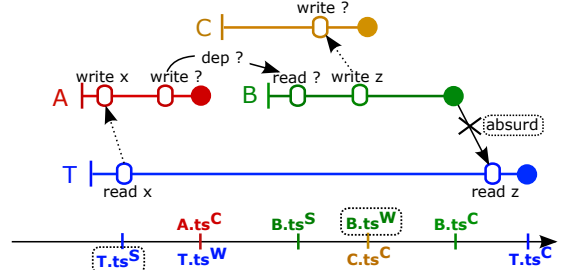 write ?
C
dep ?
write x
write ?
read ?
write z
A
B
absurd
T
read x
read z
A.ts^C
B.ts^S
B.ts^W
B.ts^C
T.ts^S
T.ts^W
C.ts^C
T.ts^C